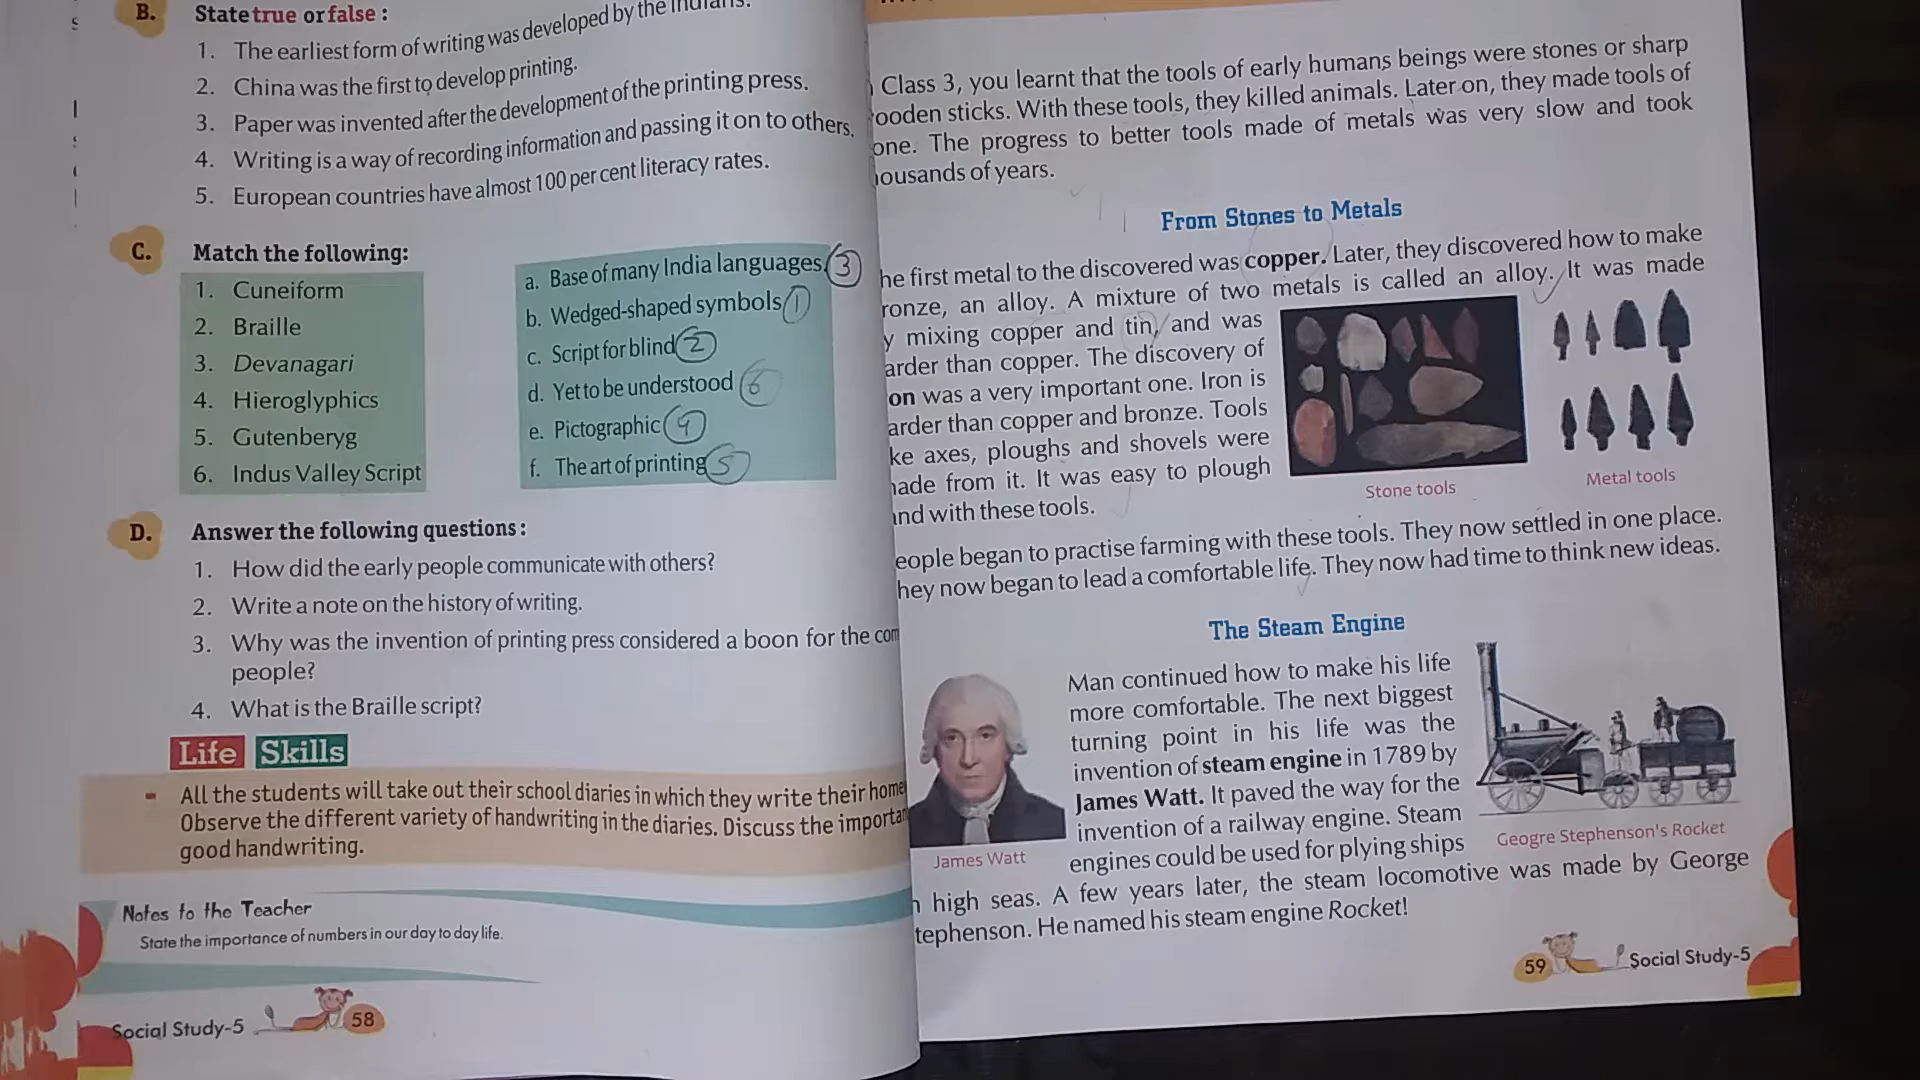 B. State true or false :
1. The earliest form of writing was developed by the Indians.
2. China was the first to develop printing.
3. Paper was invented after the development of the printing press.
4. Writing is a way of recording information and passing it on to others.
5. European countries have almost 100 per cent literacy rates.
C. Match the following:
1. Cuneiform
2. Braille
3. Devanagari
4. Hieroglyphics
5. Gutenberyg
6. Indus Valley Script
a. Base of many India languages. 3
b. Wedged-shaped symbols 1
c. Script for blind 2
d. Yet to be understood 6
e. Pictographic 4
f. The art of printing 5
D. Answer the following questions :
1. How did the early people communicate with others?
2. Write a note on the history of writing.
3. Why was the invention of printing press considered a boon for the com
people?
4. What is the Braille script?
Life Skills
- All the students will take out their school diaries in which they write their home
Observe the different variety of handwriting in the diaries. Discuss the importan
good handwriting.
Notes to the Teacher
State the importance of numbers in our day to day life.
Social Study-5 58
Class 3, you learnt that the tools of early humans beings were stones or sharp
ooden sticks. With these tools, they killed animals. Later on, they made tools of
one. The progress to better tools made of metals was very slow and took
housands of years.
From Stones to Metals
he first metal to the discovered was copper. Later, they discovered how to make
ronze, an alloy. A mixture of two metals is called an alloy. It was made
y mixing copper and tin, and was
arder than copper. The discovery of
on was a very important one. Iron is
arder than copper and bronze. Tools
ke axes, ploughs and shovels were
nade from it. It was easy to plough
and with these tools.
Stone tools
Metal tools
eople began to practise farming with these tools. They now settled in one place.
hey now began to lead a comfortable life. They now had time to think new ideas.
The Steam Engine
Man continued how to make his life
more comfortable. The next biggest
turning point in his life was the
invention of steam engine in 1789 by
James Watt. It paved the way for the
invention of a railway engine. Steam
engines could be used for plying ships
n high seas. A few years later, the steam locomotive was made by George
tephenson. He named his steam engine Rocket!
James Watt
Geogre Stephenson's Rocket
59 Social Study-5